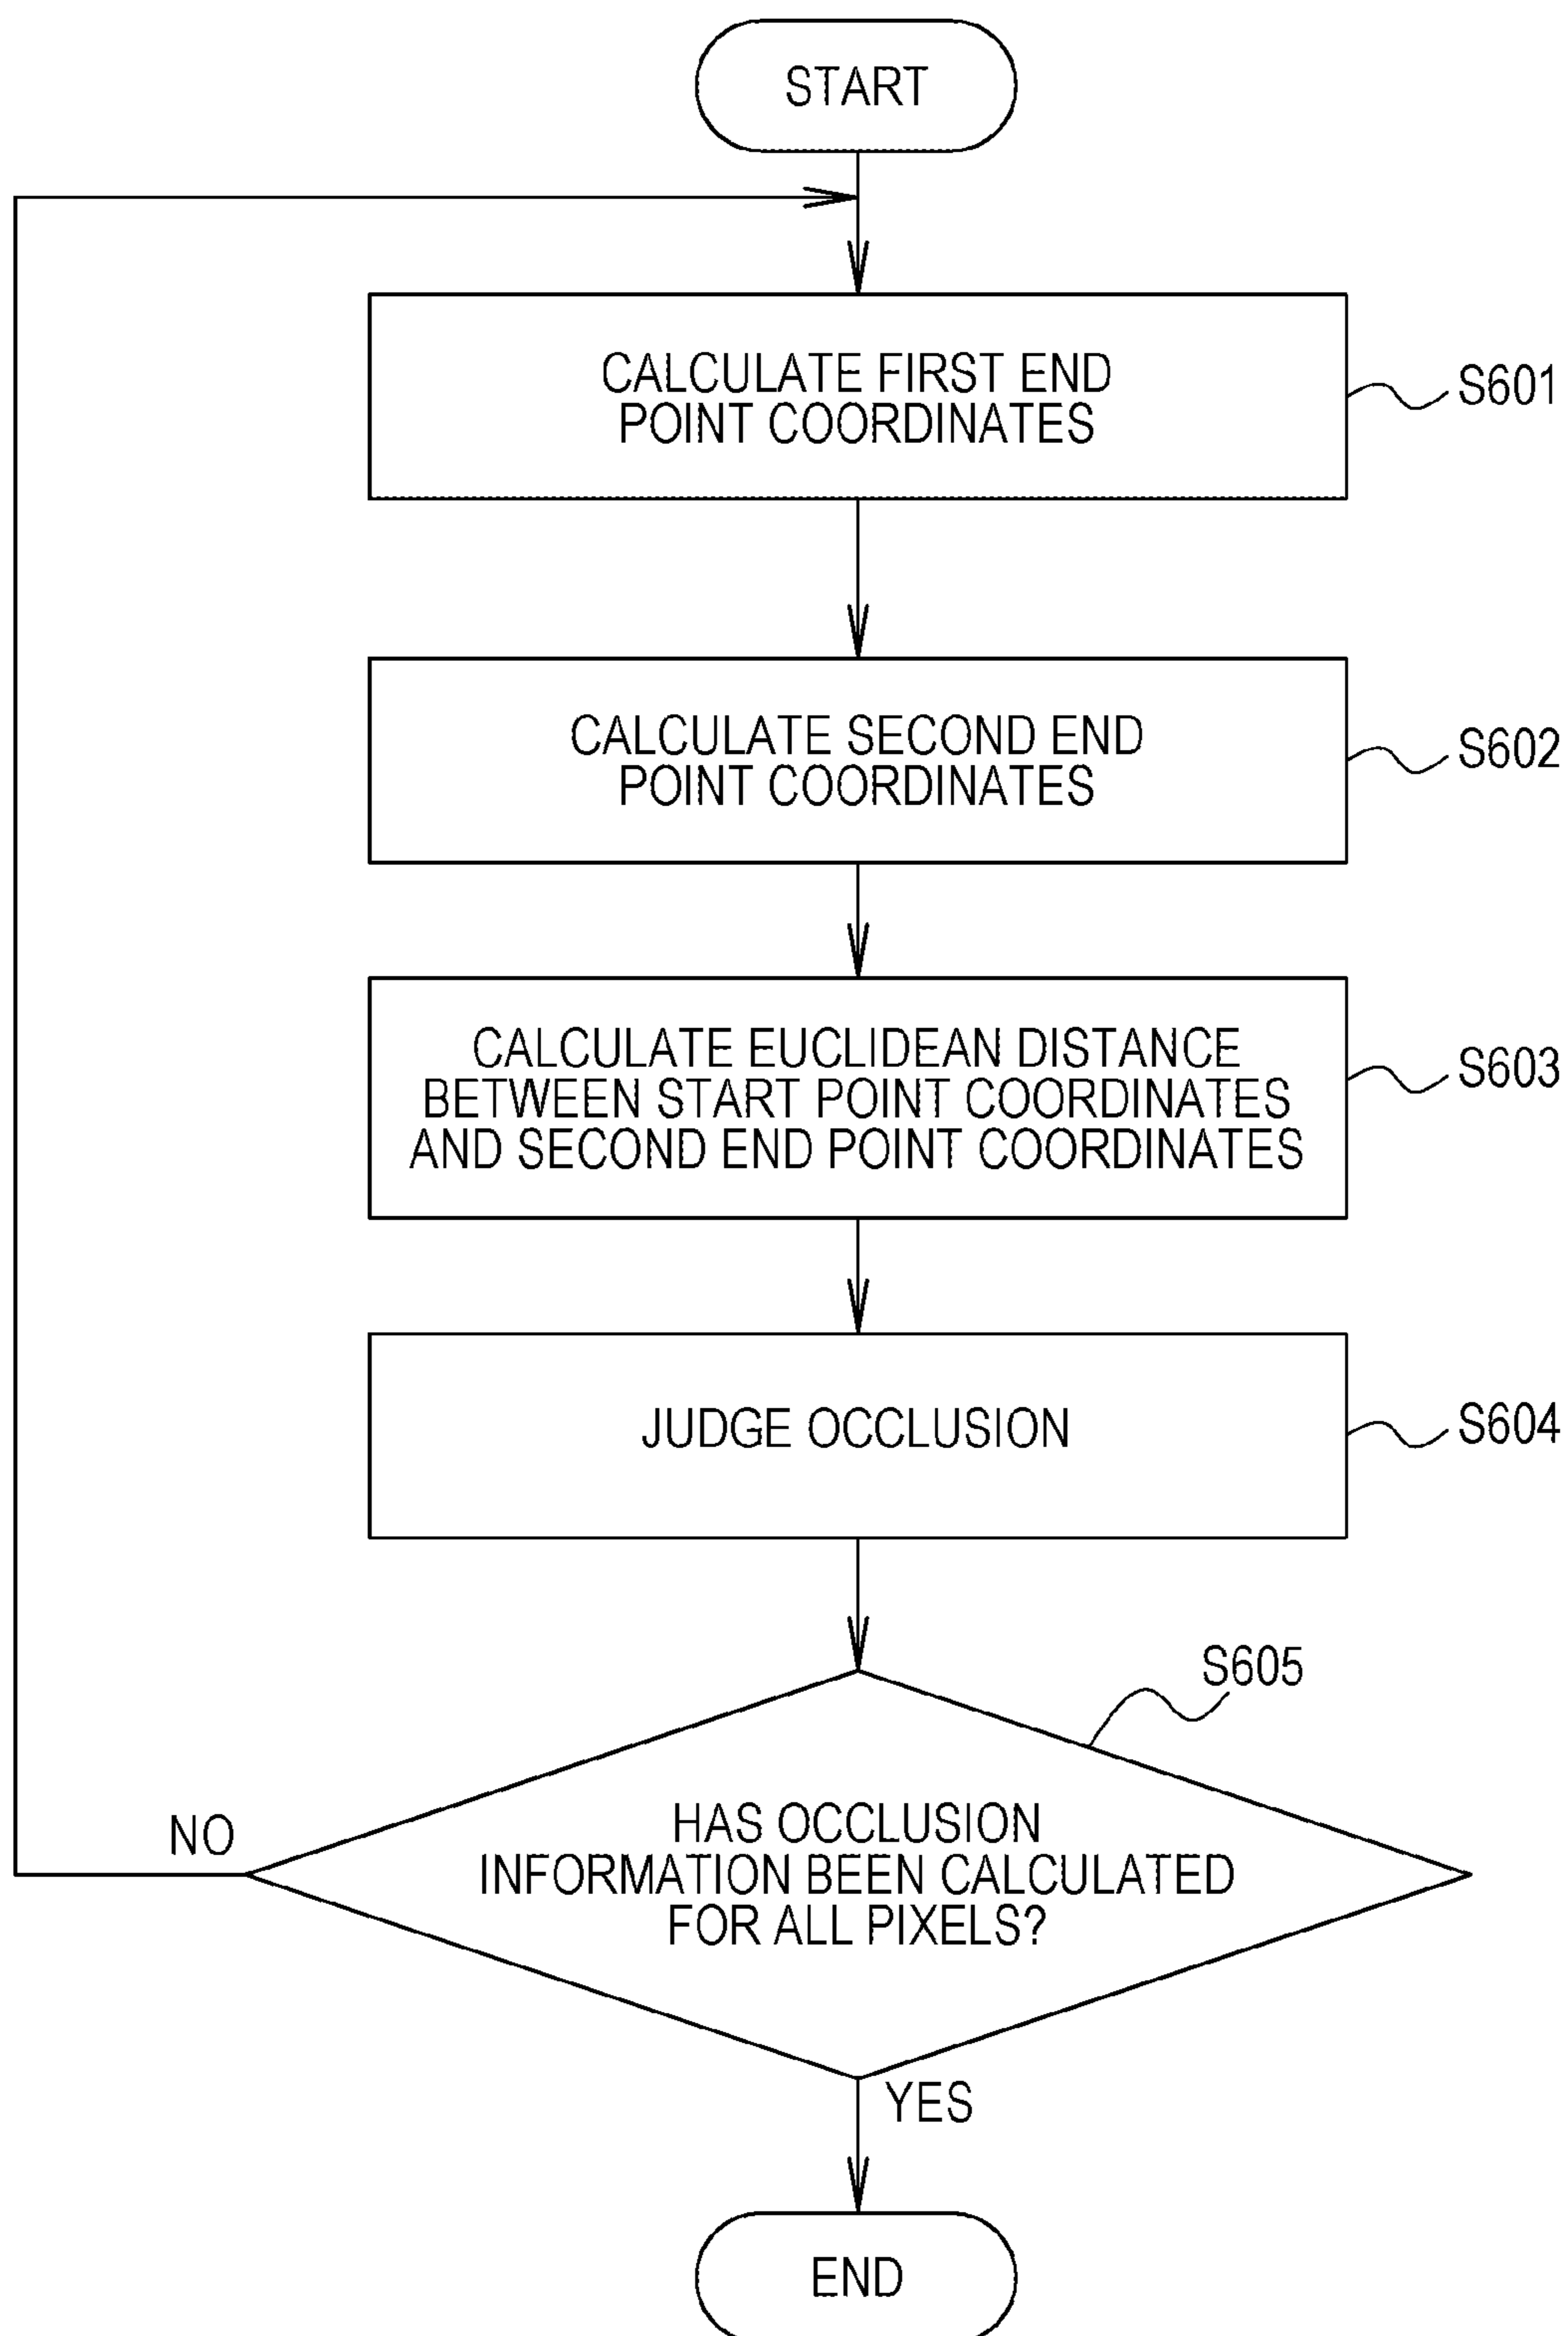 START
CALCULATE FIRST END
POINT COORDINATES
S601
CALCULATE SECOND END
POINT COORDINATES
S602
CALCULATE EUCLIDEAN DISTANCE
BETWEEN START POINT COORDINATES
AND SECOND END POINT COORDINATES
S603
JUDGE OCCLUSION
S604
S605
HAS OCCLUSION
INFORMATION BEEN CALCULATED
FOR ALL PIXELS?
NO
YES
END